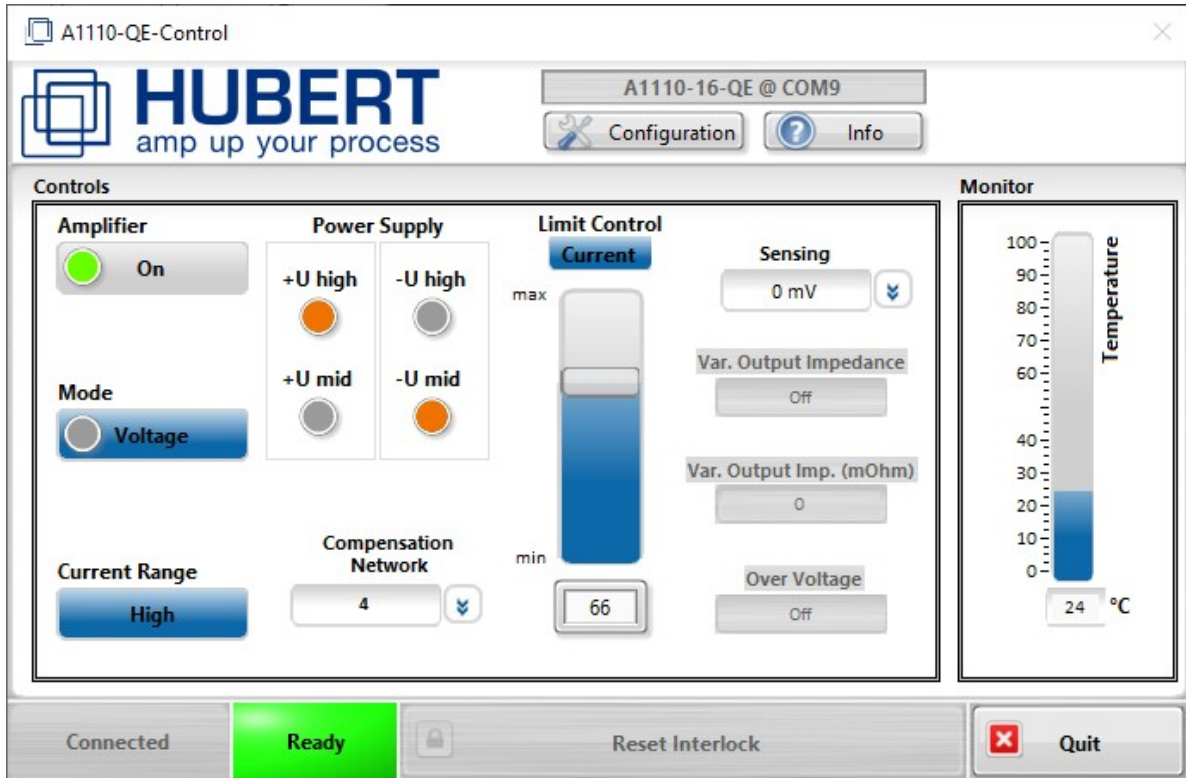 A1110-QE-Control
HUBERT
amp up your process
A1110-16-QE @ COM9
Configuration
Info
Controls
Amplifier
On
Mode
Voltage
Current Range
High
Power Supply
+U high
-U high
+U mid
-U mid
Compensation
Network
4
Limit Control
Current
max
min
66
Sensing
0 mV
Var. Output Impedance
Off
Var. Output Imp. (mOhm)
0
Over Voltage
Off
Monitor
100
90
80
70
60
40
30
20
10
0
Temperature
24 °C
Connected
Ready
Reset Interlock
Quit